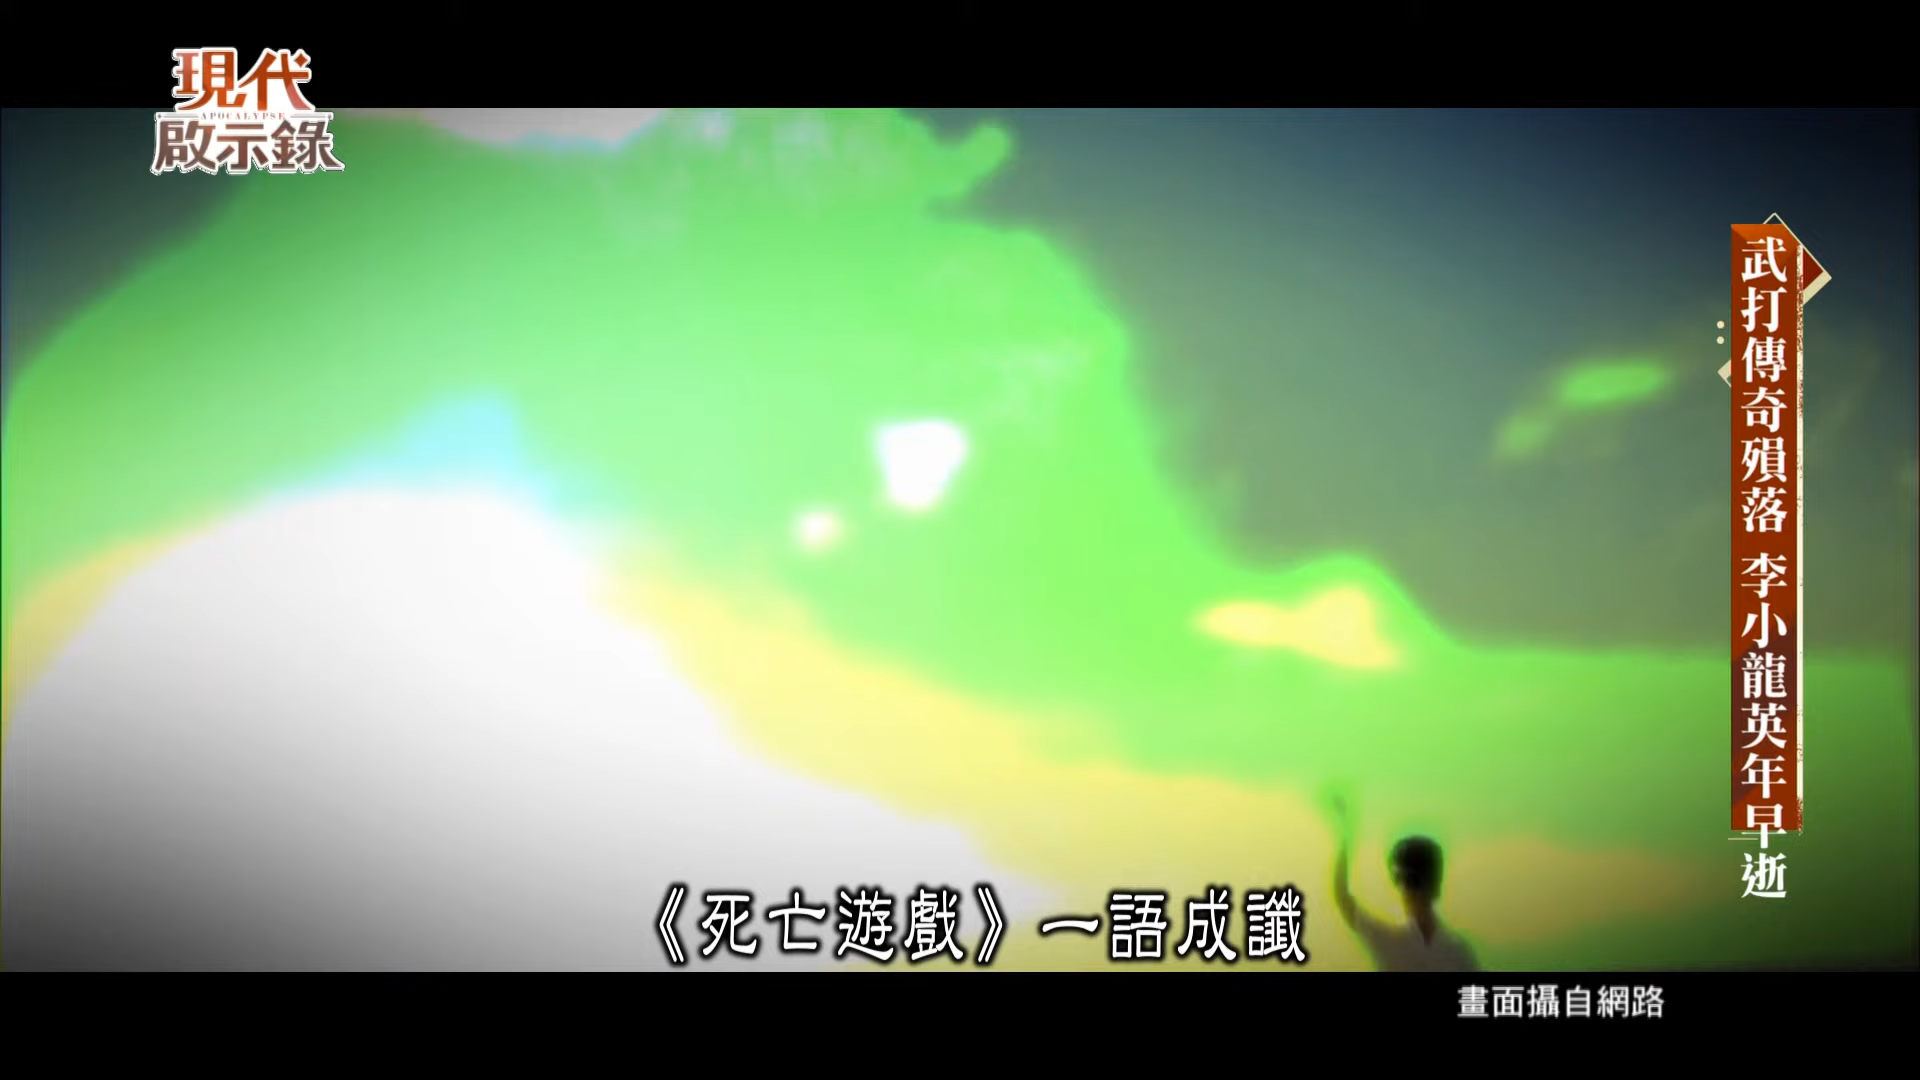 現代
APOCALYPSE
啟示錄
武打傳奇殞落 李小龍英年早逝
《死亡遊戲》一語成讖
畫面攝自網路